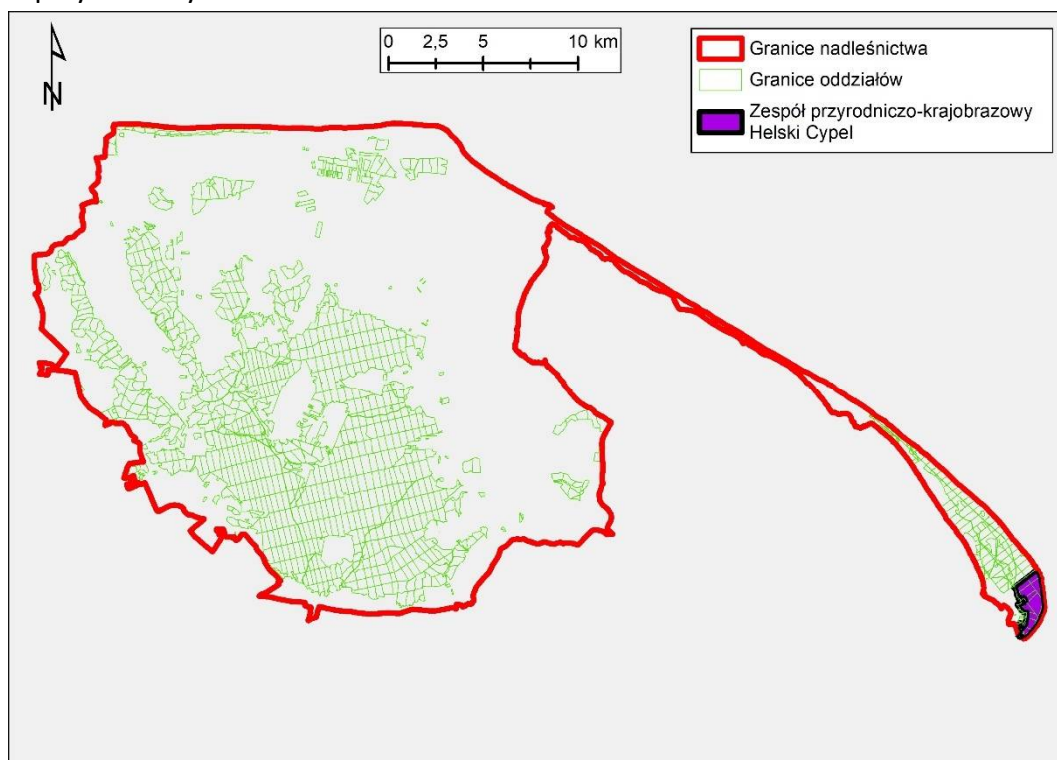 N
0 2,5 5 10 km
Granice nadleśnictwa
Granice oddziałów
Zespół przyrodniczo-krajobrazowy
Helski Cypel